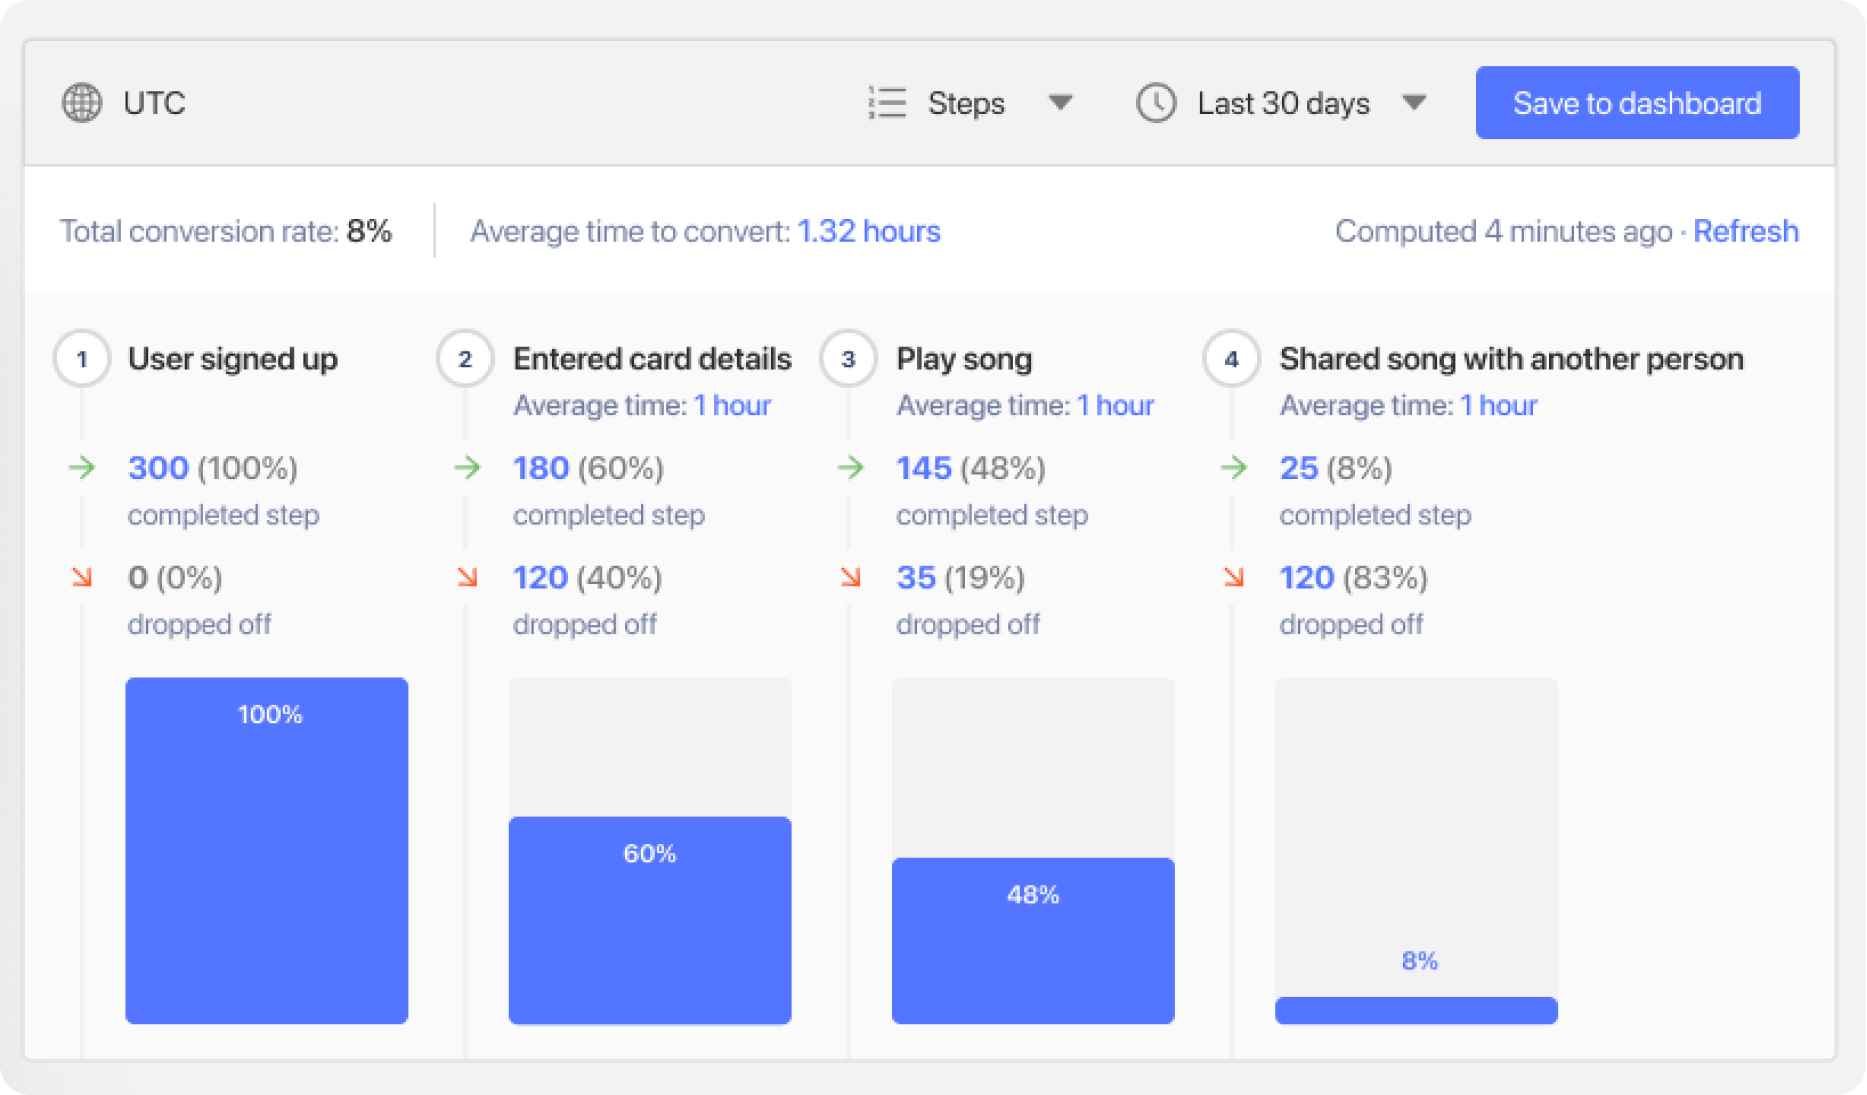 UTC
Steps
Last 30 days
Save to dashboard
Total conversion rate: 8%
Average time to convert: 1.32 hours
Computed 4 minutes ago · Refresh
1
User signed up
300 (100%)
completed step
0 (0%)
dropped off
100%
2
Entered card details
Average time: 1 hour
180 (60%)
completed step
120 (40%)
dropped off
60%
3
Play song
Average time: 1 hour
145 (48%)
completed step
35 (19%)
dropped off
48%
4
Shared song with another person
Average time: 1 hour
25 (8%)
completed step
120 (83%)
dropped off
8%